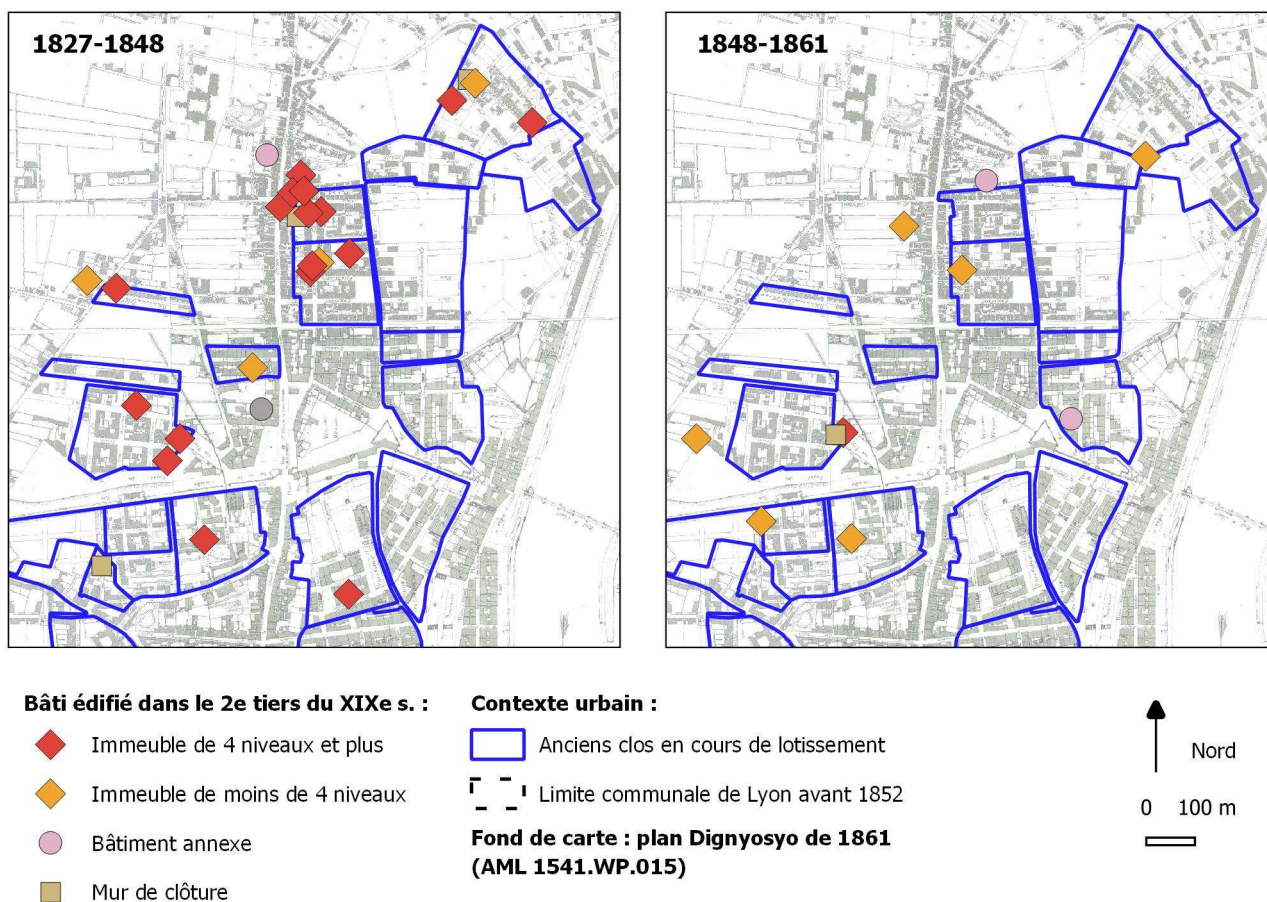 1827-1848
1848-1861
Bâti édifié dans le 2e tiers du XIXe s. :
Immeuble de 4 niveaux et plus
Immeuble de moins de 4 niveaux
Bâtiment annexe
Mur de clôture
Contexte urbain :
Anciens clos en cours de lotissement
Limite communale de Lyon avant 1852
Fond de carte : plan Dignyosyo de 1861
(AML 1541.WP.015)
Nord
0 100 m